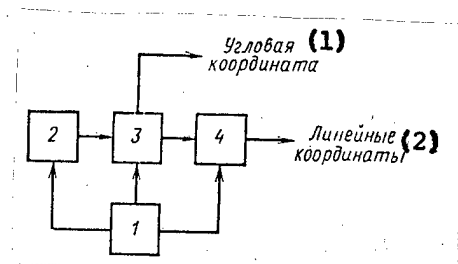 Угловая (1)
координата
2
3
4
Линейные (2)
координаты
1